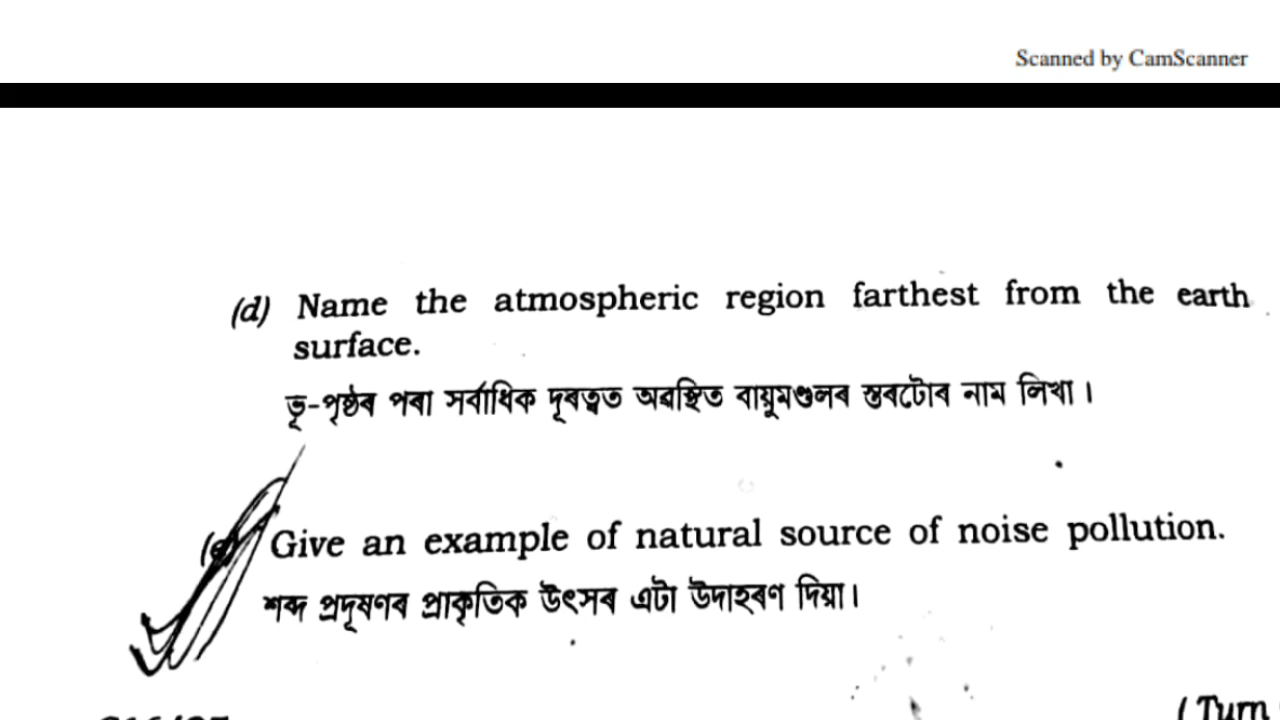 Scanned by CamScanner
(d) Name the atmospheric region farthest from the earth
surface.
ভূ-পৃষ্ঠৰ পৰা সৰ্বাধিক দূৰত্বত অৱস্থিত বায়ুমণ্ডলৰ স্তৰটোৰ নাম লিখা।
(e) Give an example of natural source of noise pollution.
শব্দ প্ৰদূষণৰ প্ৰাকৃতিক উৎসৰ এটা উদাহৰণ দিয়া।
( Turn